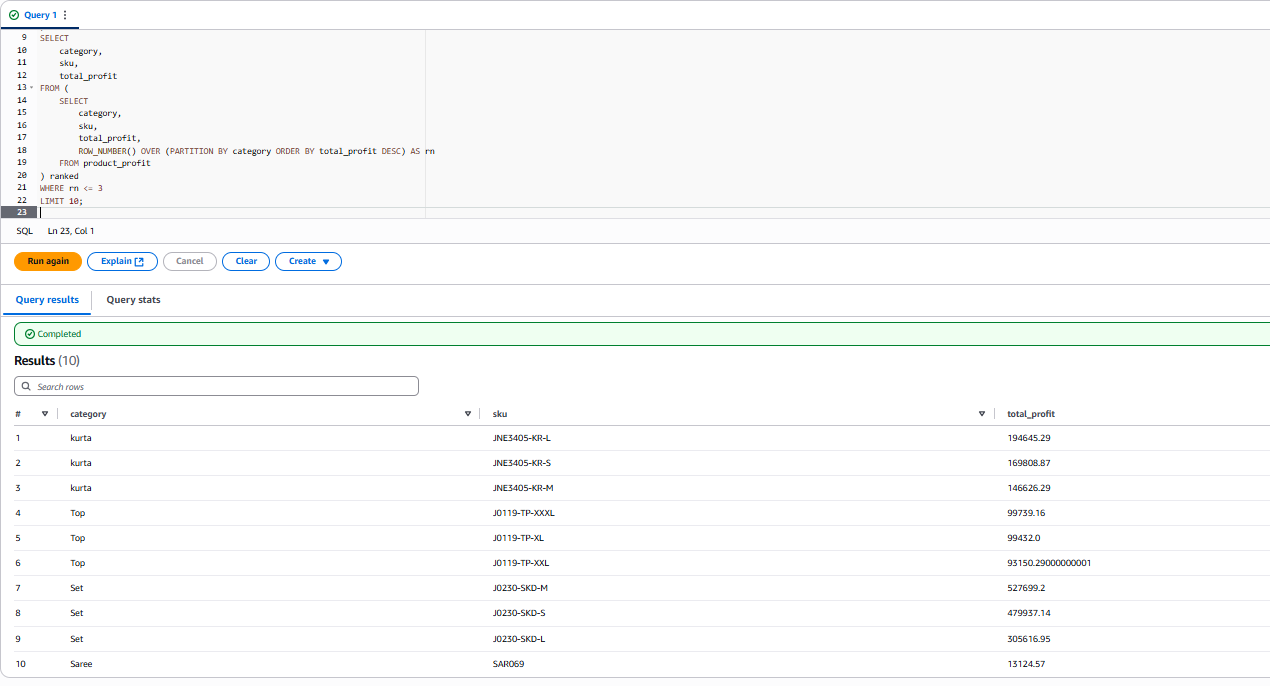 Query 1
9 SELECT
10 category,
11 sku,
12 total_profit
13 FROM (
14 SELECT
15 category,
16 sku,
17 total_profit,
18 ROW_NUMBER() OVER (PARTITION BY category ORDER BY total_profit DESC) AS rn
19 FROM product_profit
20 ) ranked
21 WHERE rn <= 3
22 LIMIT 10;
23
SQL Ln 23, Col 1
Run again Explain Cancel Clear Create
Query results Query stats
Completed
Results (10)
Search rows
# category sku total_profit
1 kurta JNE3405-KR-L 194645.29
2 kurta JNE3405-KR-S 169808.87
3 kurta JNE3405-KR-M 146626.29
4 Top J0119-TP-XXXL 99739.16
5 Top J0119-TP-XL 99432.0
6 Top J0119-TP-XXL 93150.29000000001
7 Set J0230-SKD-M 527699.2
8 Set J0230-SKD-S 479937.14
9 Set J0230-SKD-L 305616.95
10 Saree SAR069 13124.57